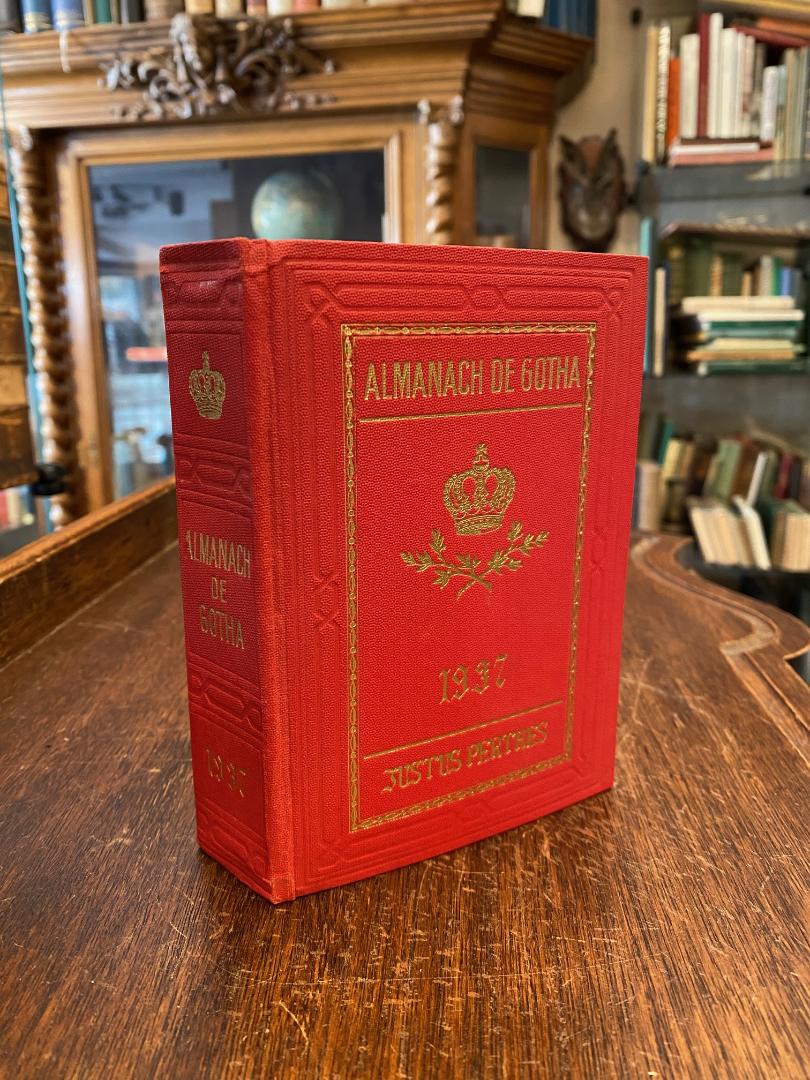 ALMANACH
DE
GOTHA
1937
ALMANACH DE GOTHA
1937
JUSTUS PERTHES